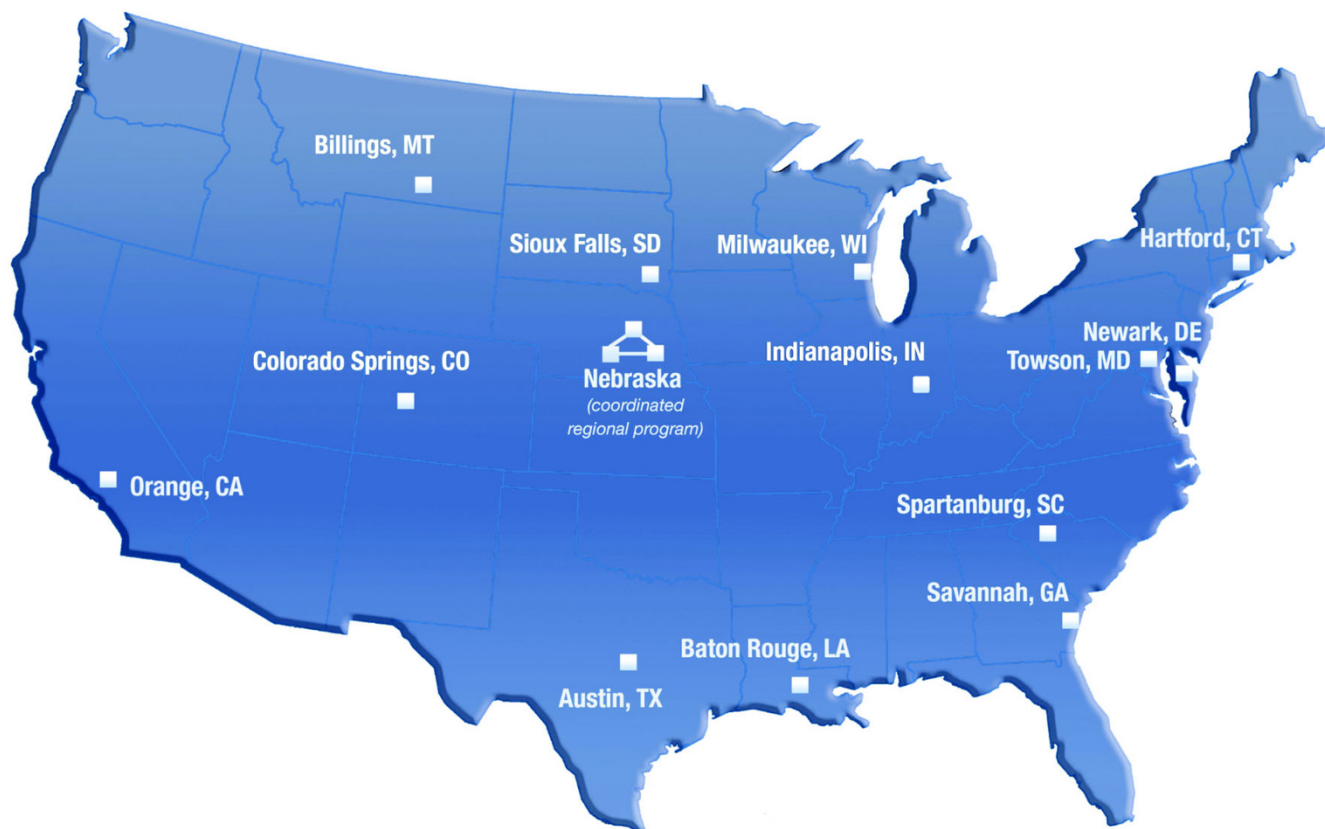 Billings, MT
Sioux Falls, SD
Milwaukee, WI
Hartford, CT
Newark, DE
Towson, MD
Indianapolis, IN
Colorado Springs, CO
Nebraska
(coordinated
regional program)
Orange, CA
Spartanburg, SC
Savannah, GA
Baton Rouge, LA
Austin, TX